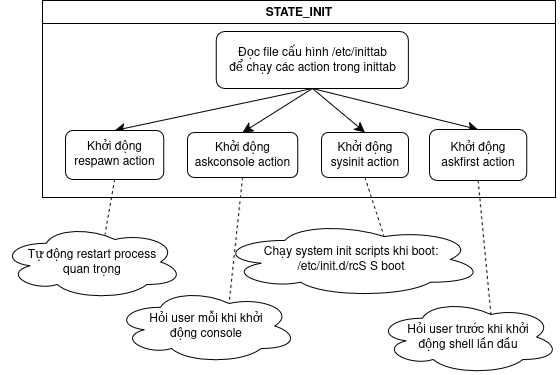 STATE_INIT
Đọc file cấu hình /etc/inittab
để chạy các action trong inittab
Khởi động
respawn action
Khởi động
askconsole action
Khởi động
sysinit action
Khởi động
askfirst action
Tự động restart process
quan trọng
Chạy system init scripts khi boot:
/etc/init.d/rcS S boot
Hỏi user mỗi khi khởi
động console
Hỏi user trước khi khởi
động shell lần đầu